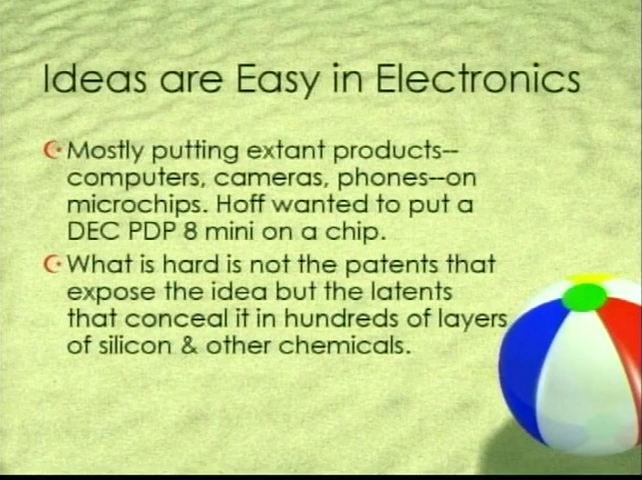 Ideas are Easy in Electronics
Mostly putting extant products--
computers, cameras, phones--on
microchips. Hoff wanted to put a
DEC PDP 8 mini on a chip.
What is hard is not the patents that
expose the idea but the latents
that conceal it in hundreds of layers
of silicon & other chemicals.